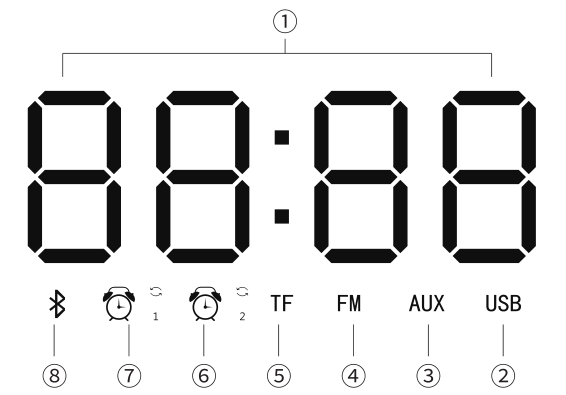 ①
88:88
1 2 TF FM AUX USB
⑧ ⑦ ⑥ ⑤ ④ ③ ②